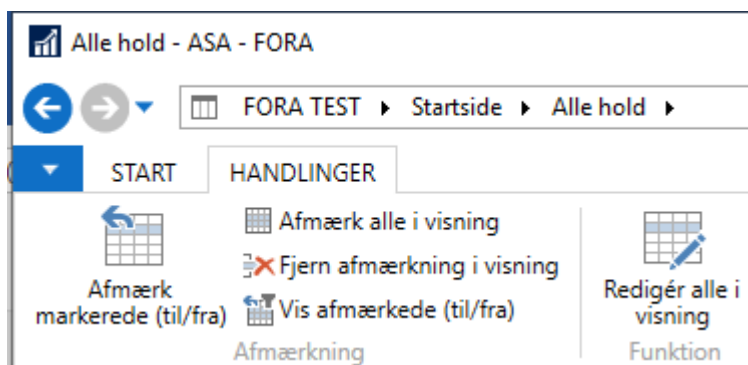 Alle hold - ASA - FORA
FORA TEST Startside Alle hold
START HANDLINGER
Afmærk
markerede (til/fra)
Afmærk alle i visning
Fjern afmærkning i visning
Vis afmærkede (til/fra)
Afmærkning
Redigér alle i
visning
Funktion